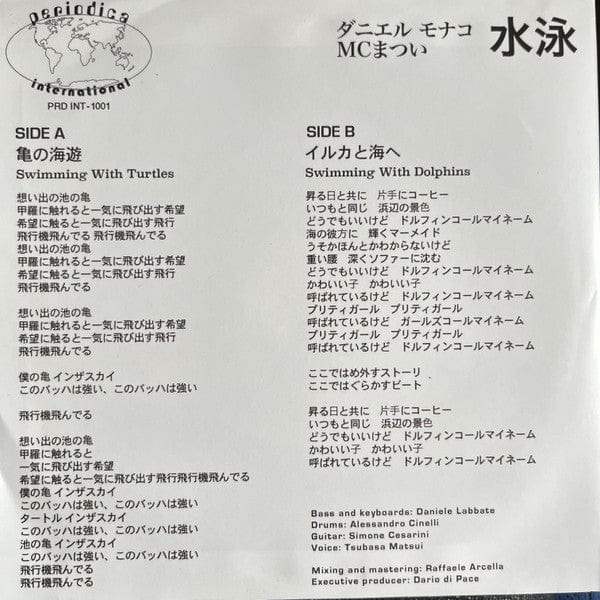 periodica
international
PRD INT-1001
ダニエル モナコ
MCまつい
水泳
SIDE A
亀の海遊
Swimming With Turtles
想い出の池の亀
甲羅に触れると一気に飛び出す希望
希望に触ると一気に飛び出す飛行
飛行機飛んでる 飛行機飛んでる
想い出の池の亀
甲羅に触れると一気に飛び出す希望
希望に触ると一気に飛び出す飛行
飛行機飛んでる
想い出の池の亀
甲羅に触れると一気に飛び出す希望
希望に触ると一気に飛び出す飛行
飛行機飛んでる
僕の亀 インザスカイ
このバッハは強い、このバッハは強い
飛行機飛んでる
想い出の池の亀
甲羅に触れると
一気に飛び出す希望
希望に触ると一気に飛び出す飛行飛行機飛んでる
僕の亀 インザスカイ
このバッハは強い、このバッハは強い
タートル インザスカイ
このバッハは強い、このバッハは強い
池の亀 インザスカイ
このバッハは強い、このバッハは強い
飛行機飛んでる
飛行機飛んでる
SIDE B
イルカと海へ
Swimming With Dolphins
昇る日と共に 片手にコーヒー
いつもと同じ 浜辺の景色
どうでもいいけど ドルフィンコールマイネーム
海の彼方に 輝くマーメイド
うそかほんとかわからないけど
重い腰 深くソファーに沈む
どうでもいいけど ドルフィンコールマイネーム
かわいい子 かわいい子
呼ばれているけど ドルフィンコールマイネーム
プリティガール プリティガール
呼ばれているけど ガールズコールマイネーム
プリティガール プリティガール
呼ばれているけど ドルフィンコールマイネーム
ここではめ外すストーリ
ここではぐらかすビート
昇る日と共に 片手にコーヒー
いつもと同じ 浜辺の景色
どうでもいいけど ドルフィンコールマイネーム
かわいい子 かわいい子
呼ばれているけど ドルフィンコールマイネーム
Bass and keyboards: Daniele Labbate
Drums: Alessandro Cinelli
Guitar: Simone Cesarini
Voice: Tsubasa Matsui
Mixing and mastering: Raffaele Arcella
Executive producer: Dario di Pace